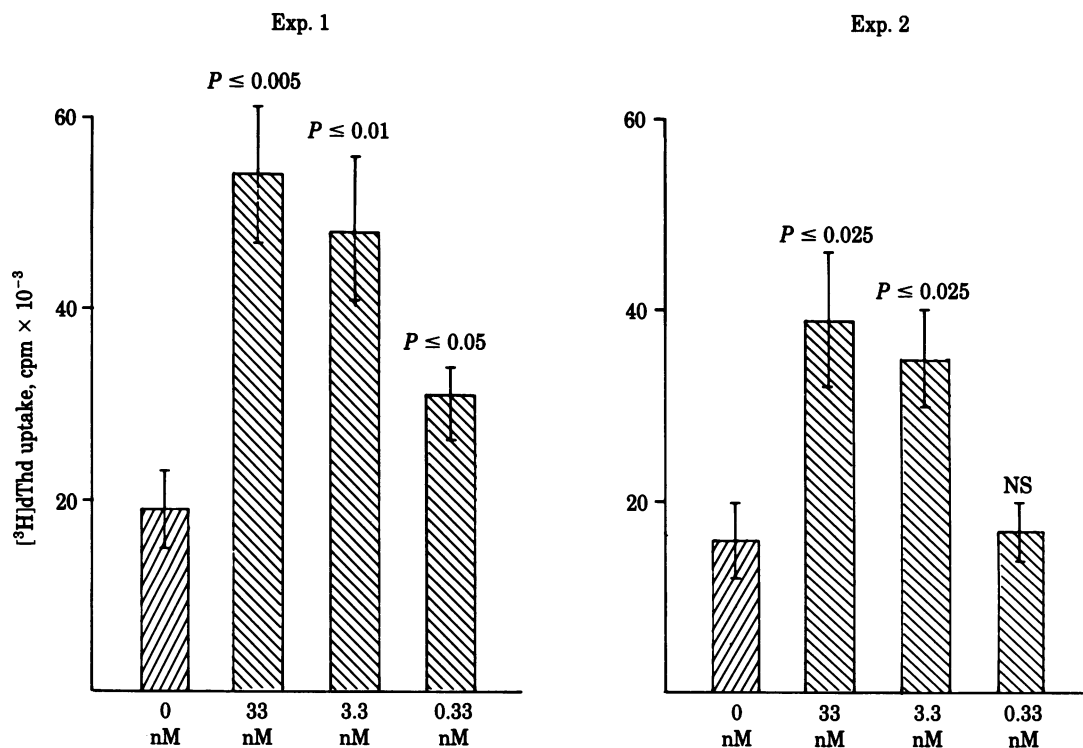 Exp. 1
P ≤ 0.005
P ≤ 0.01
P ≤ 0.05
60
40
20
[³H]dThd uptake, cpm × 10⁻³
0 33 3.3 0.33
nM nM nM nM
Exp. 2
P ≤ 0.025
P ≤ 0.025
NS
60
40
20
0 33 3.3 0.33
nM nM nM nM